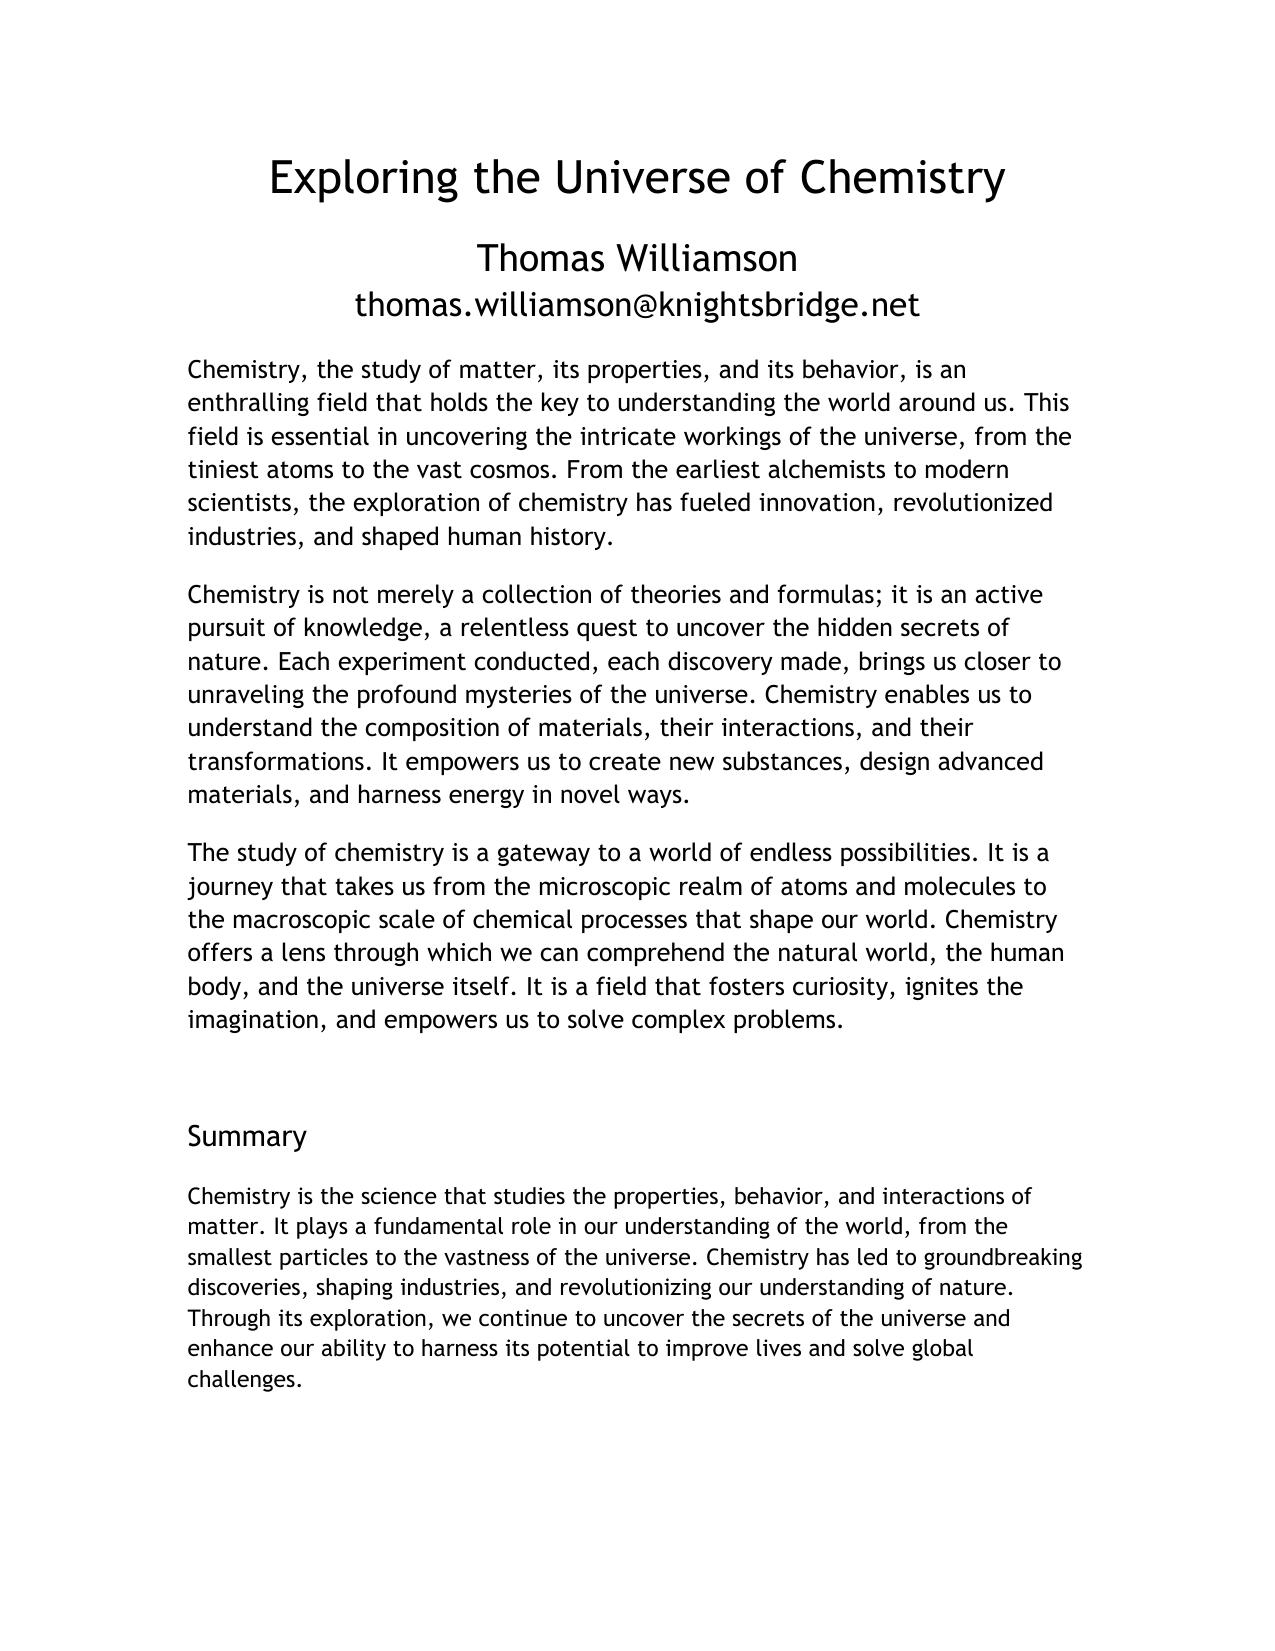 Exploring the Universe of Chemistry
Thomas Williamson
thomas.williamson@knightsbridge.net
Chemistry, the study of matter, its properties, and its behavior, is an
enthralling field that holds the key to understanding the world around us. This
field is essential in uncovering the intricate workings of the universe, from the
tiniest atoms to the vast cosmos. From the earliest alchemists to modern
scientists, the exploration of chemistry has fueled innovation, revolutionized
industries, and shaped human history.
Chemistry is not merely a collection of theories and formulas; it is an active
pursuit of knowledge, a relentless quest to uncover the hidden secrets of
nature. Each experiment conducted, each discovery made, brings us closer to
unraveling the profound mysteries of the universe. Chemistry enables us to
understand the composition of materials, their interactions, and their
transformations. It empowers us to create new substances, design advanced
materials, and harness energy in novel ways.
The study of chemistry is a gateway to a world of endless possibilities. It is a
journey that takes us from the microscopic realm of atoms and molecules to
the macroscopic scale of chemical processes that shape our world. Chemistry
offers a lens through which we can comprehend the natural world, the human
body, and the universe itself. It is a field that fosters curiosity, ignites the
imagination, and empowers us to solve complex problems.
Summary
Chemistry is the science that studies the properties, behavior, and interactions of
matter. It plays a fundamental role in our understanding of the world, from the
smallest particles to the vastness of the universe. Chemistry has led to groundbreaking
discoveries, shaping industries, and revolutionizing our understanding of nature.
Through its exploration, we continue to uncover the secrets of the universe and
enhance our ability to harness its potential to improve lives and solve global
challenges.